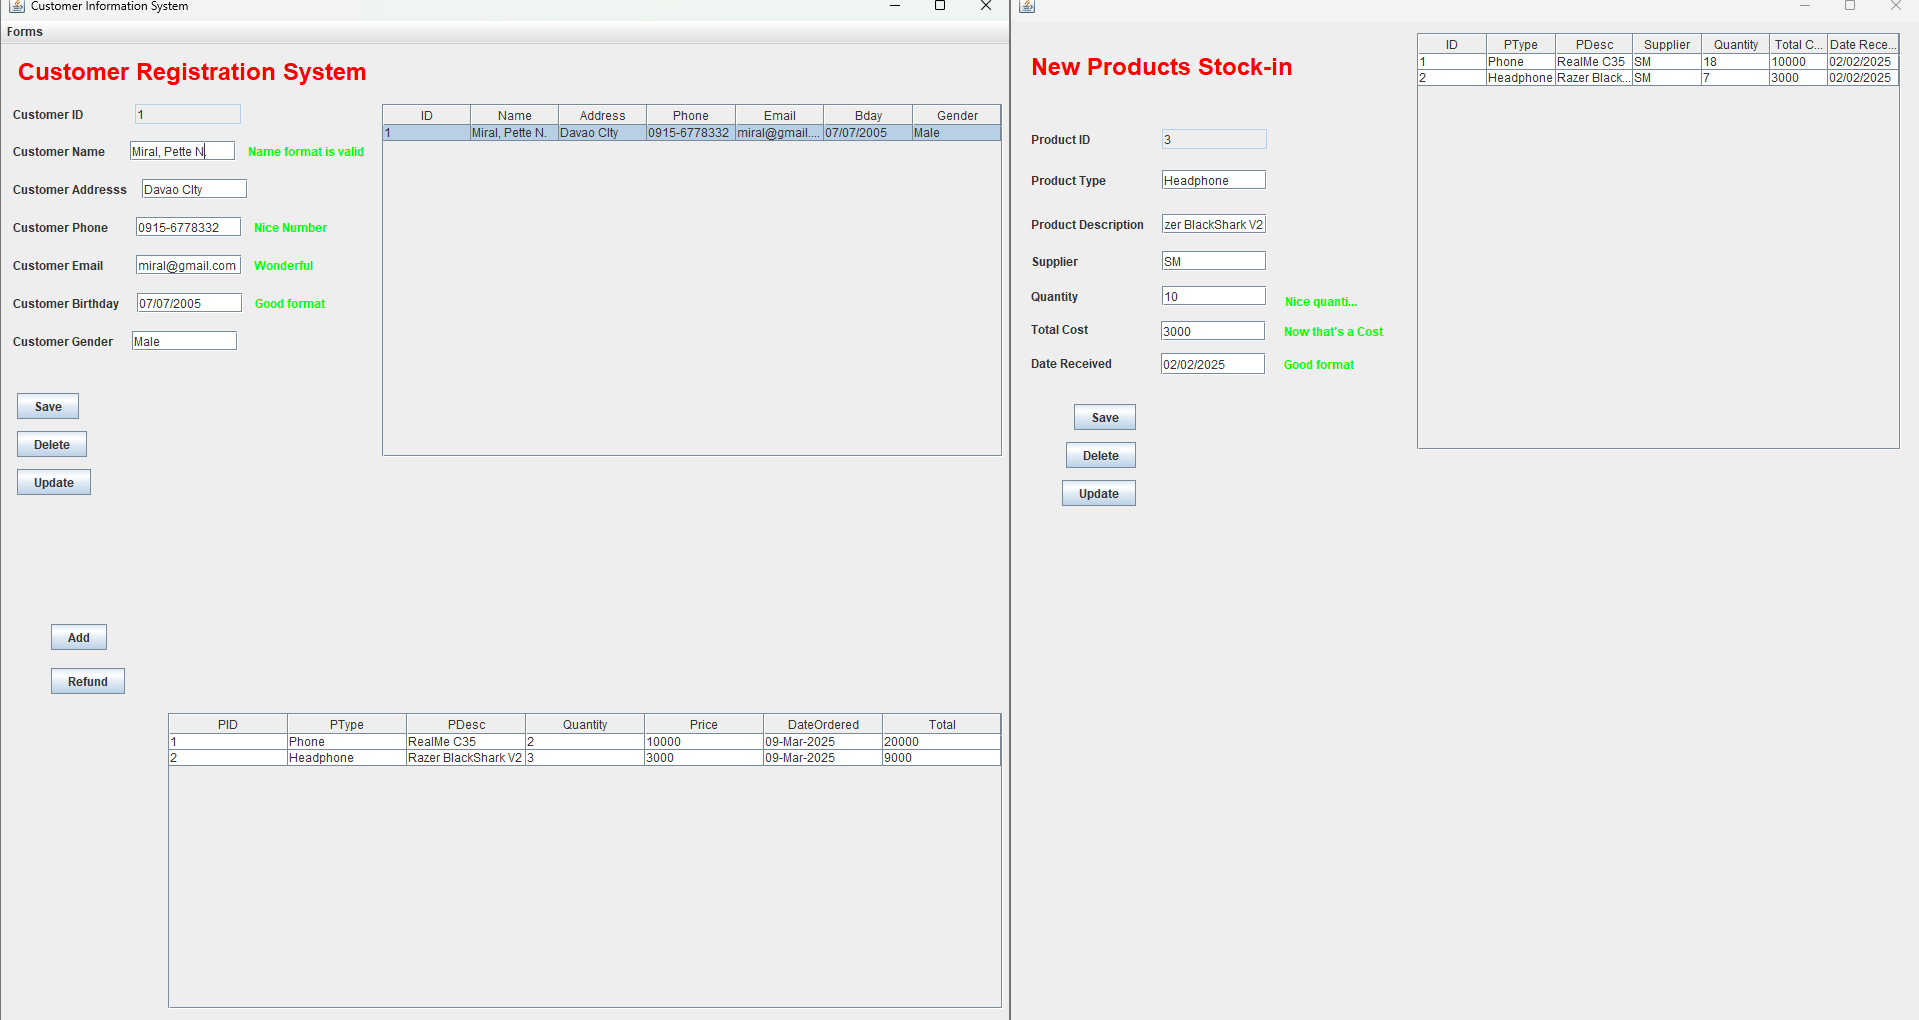 Customer Information System
Forms
Customer Registration System
Customer ID 1
Customer Name Miral, Pette N. Name format is valid
Customer Addresss Davao CIty
Customer Phone 0915-6778332 Nice Number
Customer Email miral@gmail.com Wonderful
Customer Birthday 07/07/2005 Good format
Customer Gender Male
Save
Delete
Update
ID Name Address Phone Email Bday Gender
1 Miral, Pette N. Davao CIty 0915-6778332 miral@gmail.... 07/07/2005 Male
Add
Refund
PID PType PDesc Quantity Price DateOrdered Total
1 Phone RealMe C35 2 10000 09-Mar-2025 20000
2 Headphone Razer BlackShark V2 3 3000 09-Mar-2025 9000
New Products Stock-in
Product ID 3
Product Type Headphone
Product Description zer BlackShark V2
Supplier SM
Quantity 10 Nice quanti...
Total Cost 3000 Now that's a Cost
Date Received 02/02/2025 Good format
Save
Delete
Update
ID PType PDesc Supplier Quantity Total C... Date Rece...
1 Phone RealMe C35 SM 18 10000 02/02/2025
2 Headphone Razer Black... SM 7 3000 02/02/2025